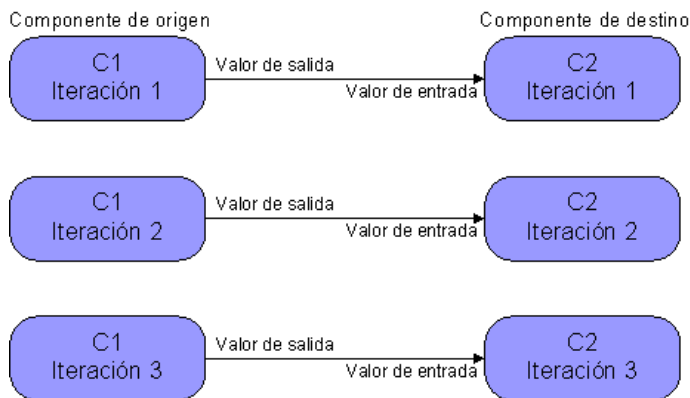 Componente de origen
Componente de destino
C1
Iteración 1
Valor de salida
Valor de entrada
C2
Iteración 1
C1
Iteración 2
Valor de salida
Valor de entrada
C2
Iteración 2
C1
Iteración 3
Valor de salida
Valor de entrada
C2
Iteración 3